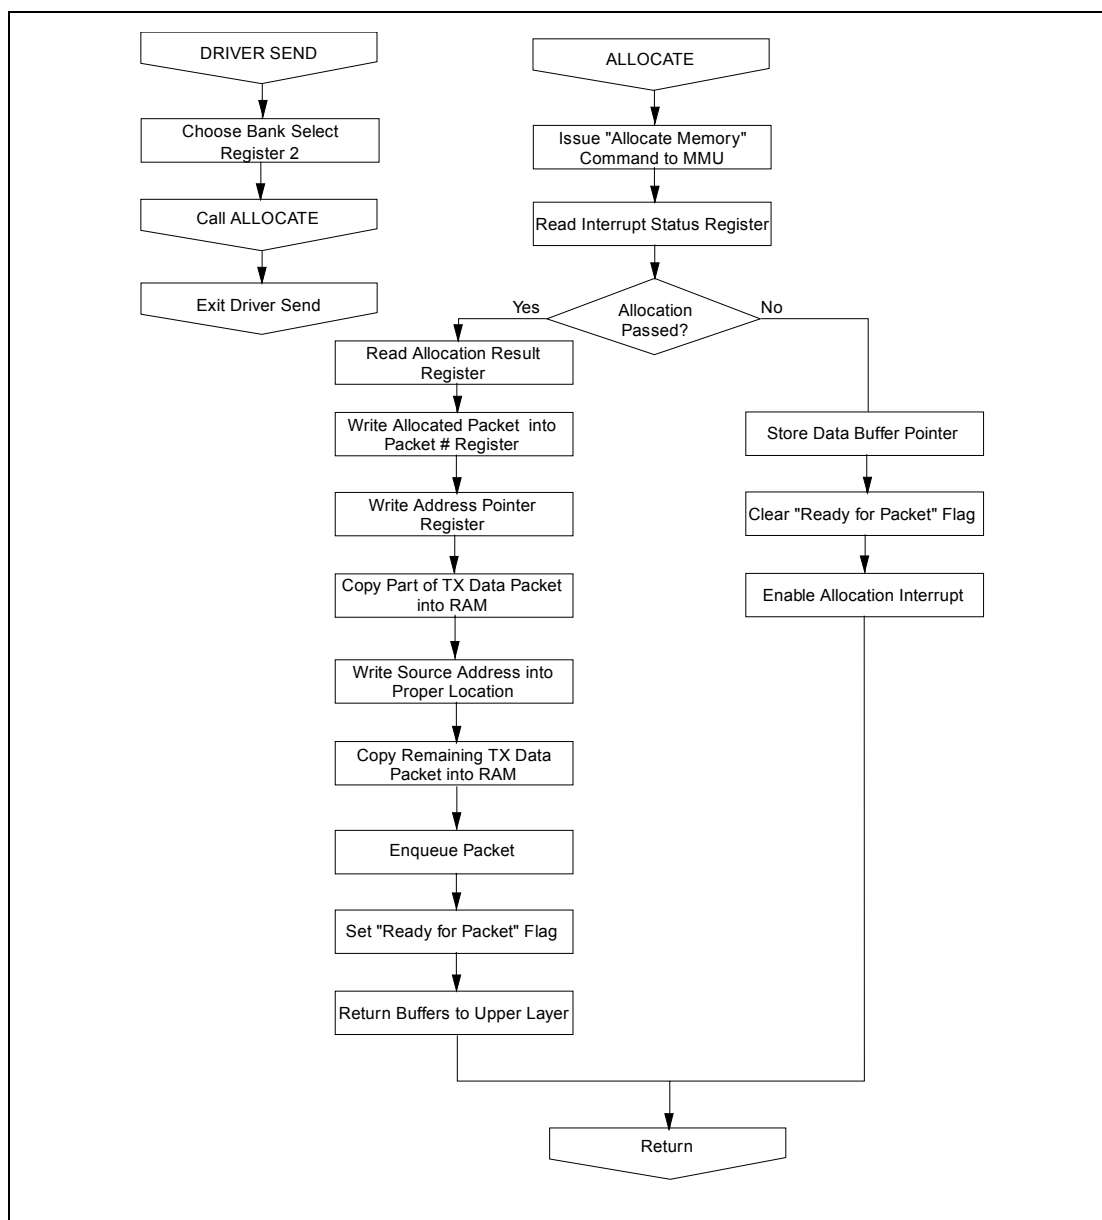 DRIVER SEND
Choose Bank Select
Register 2
Call ALLOCATE
Exit Driver Send
ALLOCATE
Issue "Allocate Memory"
Command to MMU
Read Interrupt Status Register
Allocation
Passed?
Yes
No
Read Allocation Result
Register
Write Allocated Packet into
Packet # Register
Write Address Pointer
Register
Copy Part of TX Data Packet
into RAM
Write Source Address into
Proper Location
Copy Remaining TX Data
Packet into RAM
Enqueue Packet
Set "Ready for Packet" Flag
Return Buffers to Upper Layer
Store Data Buffer Pointer
Clear "Ready for Packet" Flag
Enable Allocation Interrupt
Return